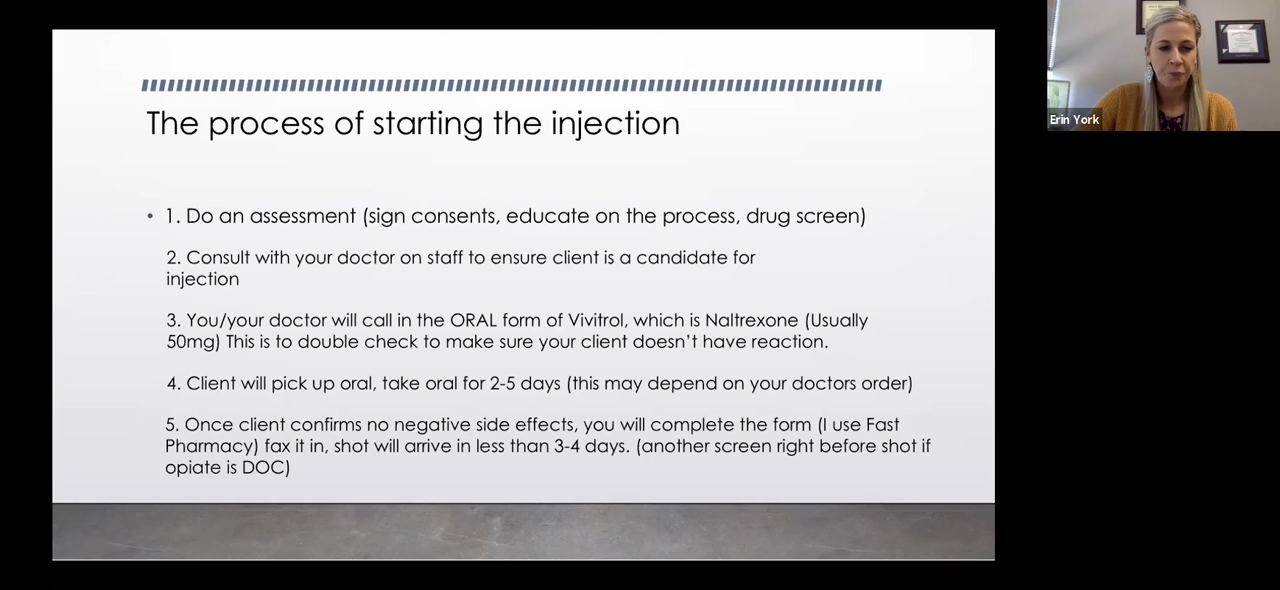 The process of starting the injection
• 1. Do an assessment (sign consents, educate on the process, drug screen)
2. Consult with your doctor on staff to ensure client is a candidate for
injection
3. You/your doctor will call in the ORAL form of Vivitrol, which is Naltrexone (Usually
50mg) This is to double check to make sure your client doesn’t have reaction.
4. Client will pick up oral, take oral for 2-5 days (this may depend on your doctors order)
5. Once client confirms no negative side effects, you will complete the form (I use Fast
Pharmacy) fax it in, shot will arrive in less than 3-4 days. (another screen right before shot if
opiate is DOC)
Erin York